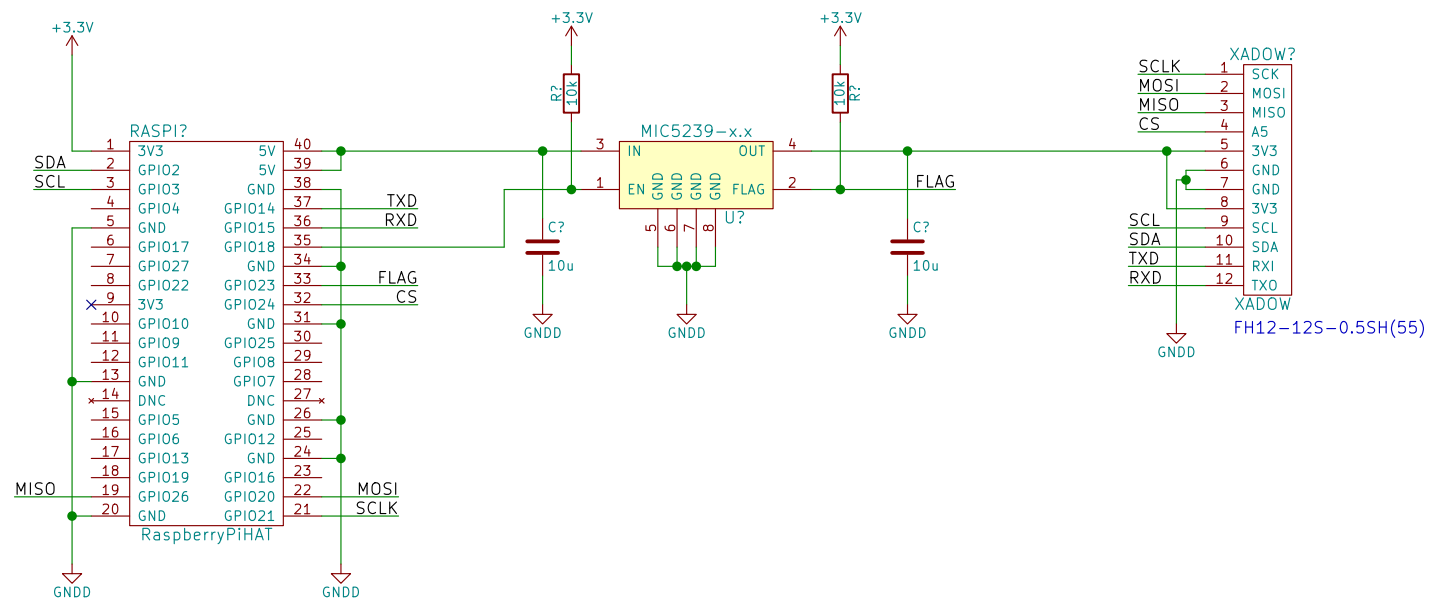 +3.3V
RASPI?
1 3V3 5V 40
SDA 2 GPIO2 5V 39
SCL 3 GPIO3 GND 38
4 GPIO4 GPIO14 37 TXD
5 GND GPIO15 36 RXD
6 GPIO17 GPIO18 35
7 GPIO27 GND 34
8 GPIO22 GPIO23 33 FLAG
9 3V3 GPIO24 32 CS
10 GPIO10 GND 31
11 GPIO9 GPIO25 30
12 GPIO11 GPIO8 29
13 GND GPIO7 28
14 DNC DNC 27
15 GPIO5 GND 26
16 GPIO6 GPIO12 25
17 GPIO13 GND 24
18 GPIO19 GPIO16 23
MISO 19 GPIO26 GPIO20 22 MOSI
20 GND GPIO21 21 SCLK
RaspberryPiHAT
GNDD
GNDD
+3.3V
R?
10k
+3.3V
10k
R?
MIC5239-x.x
3 IN OUT 4
1 EN GND GND GND GND FLAG 2 FLAG
5 6 7 8
U?
C?
10u
GNDD
GNDD
C?
10u
GNDD
XADOW?
SCLK 1 SCK
MOSI 2 MOSI
MISO 3 MISO
CS 4 A5
5 3V3
6 GND
7 GND
8 3V3
SCL 9 SCL
SDA 10 SDA
TXD 11 RXI
RXD 12 TXO
XADOW
FH12-12S-0.5SH(55)
GNDD